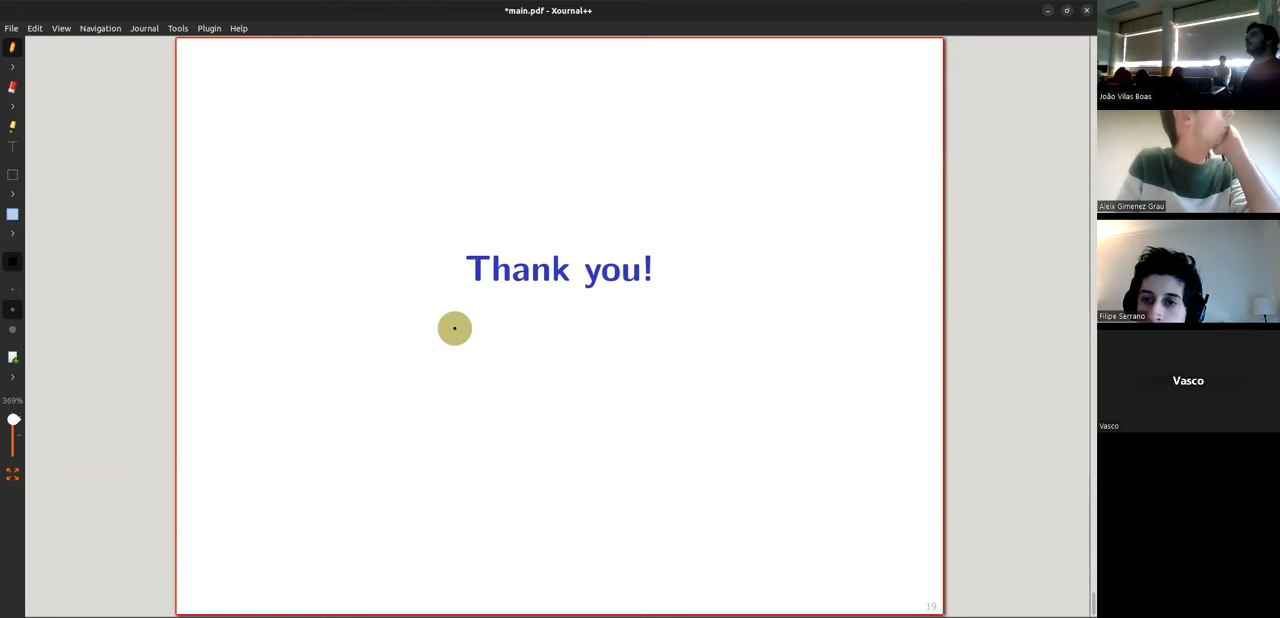 *main.pdf - Xournal++
File Edit View Navigation Journal Tools Plugin Help
Thank you!
369%
19
João Vilas Boas
Aleix Gimenez Grau
Filipe Serrano
Vasco
Vasco